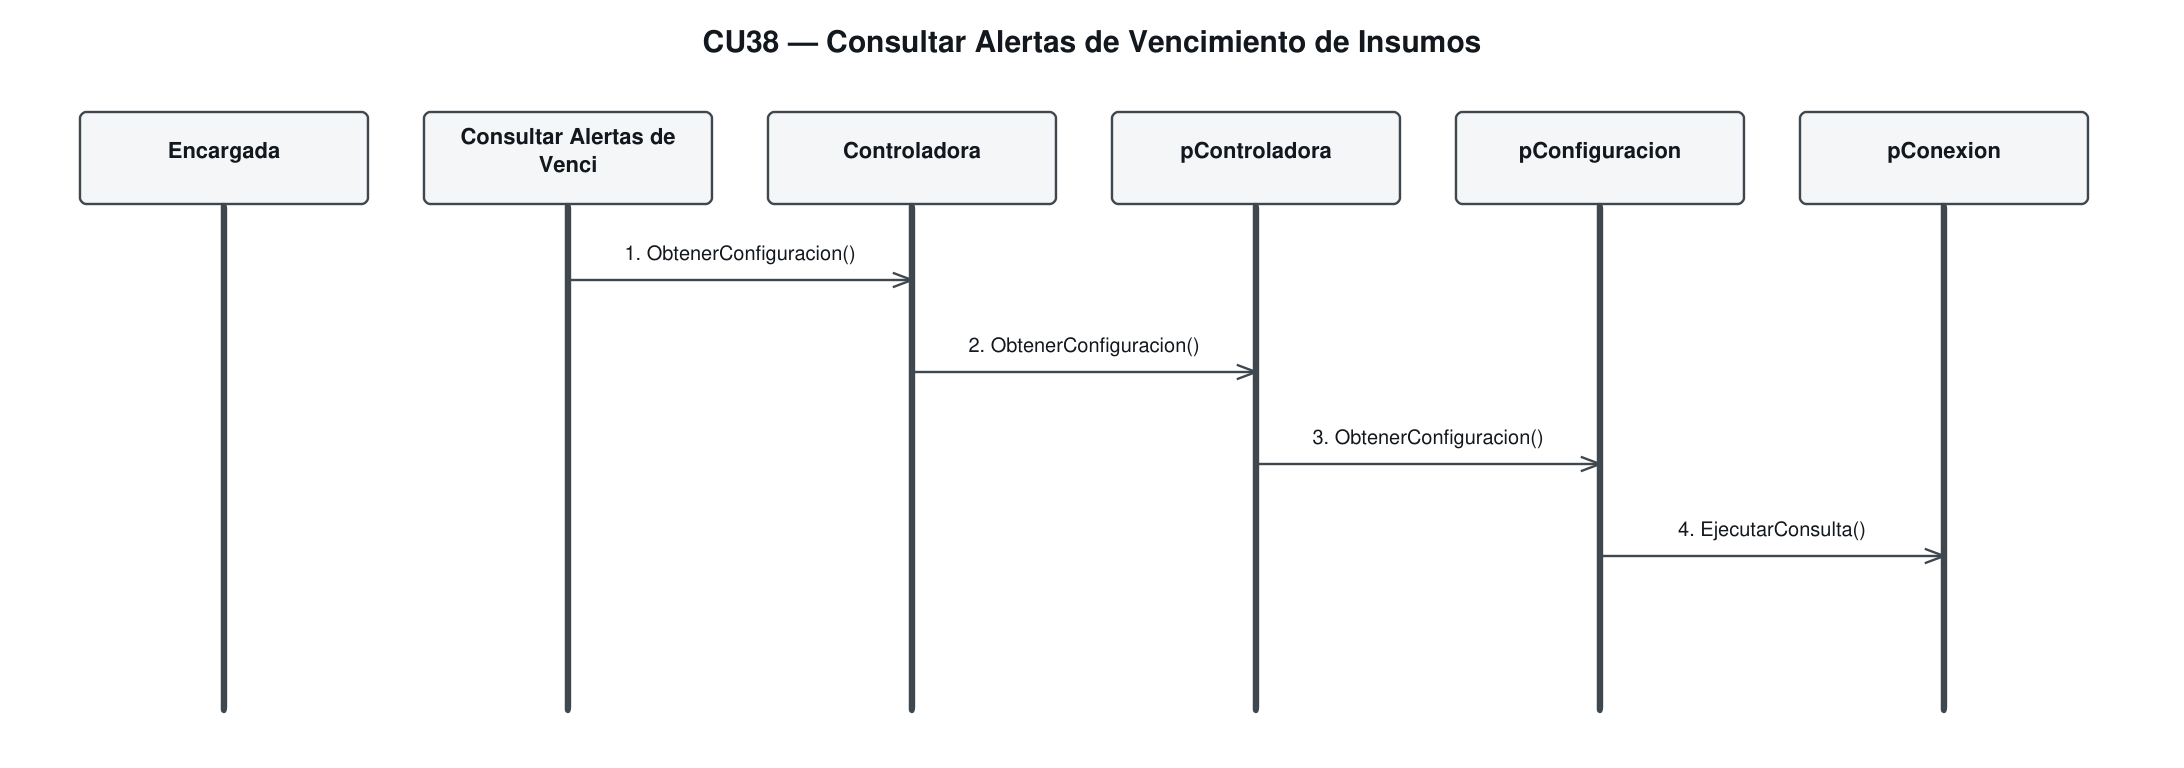 CU38 — Consultar Alertas de Vencimiento de Insumos
Encargada
Consultar Alertas de
Venci
Controladora
pControladora
pConfiguracion
pConexion
1. ObtenerConfiguracion()
2. ObtenerConfiguracion()
3. ObtenerConfiguracion()
4. EjecutarConsulta()